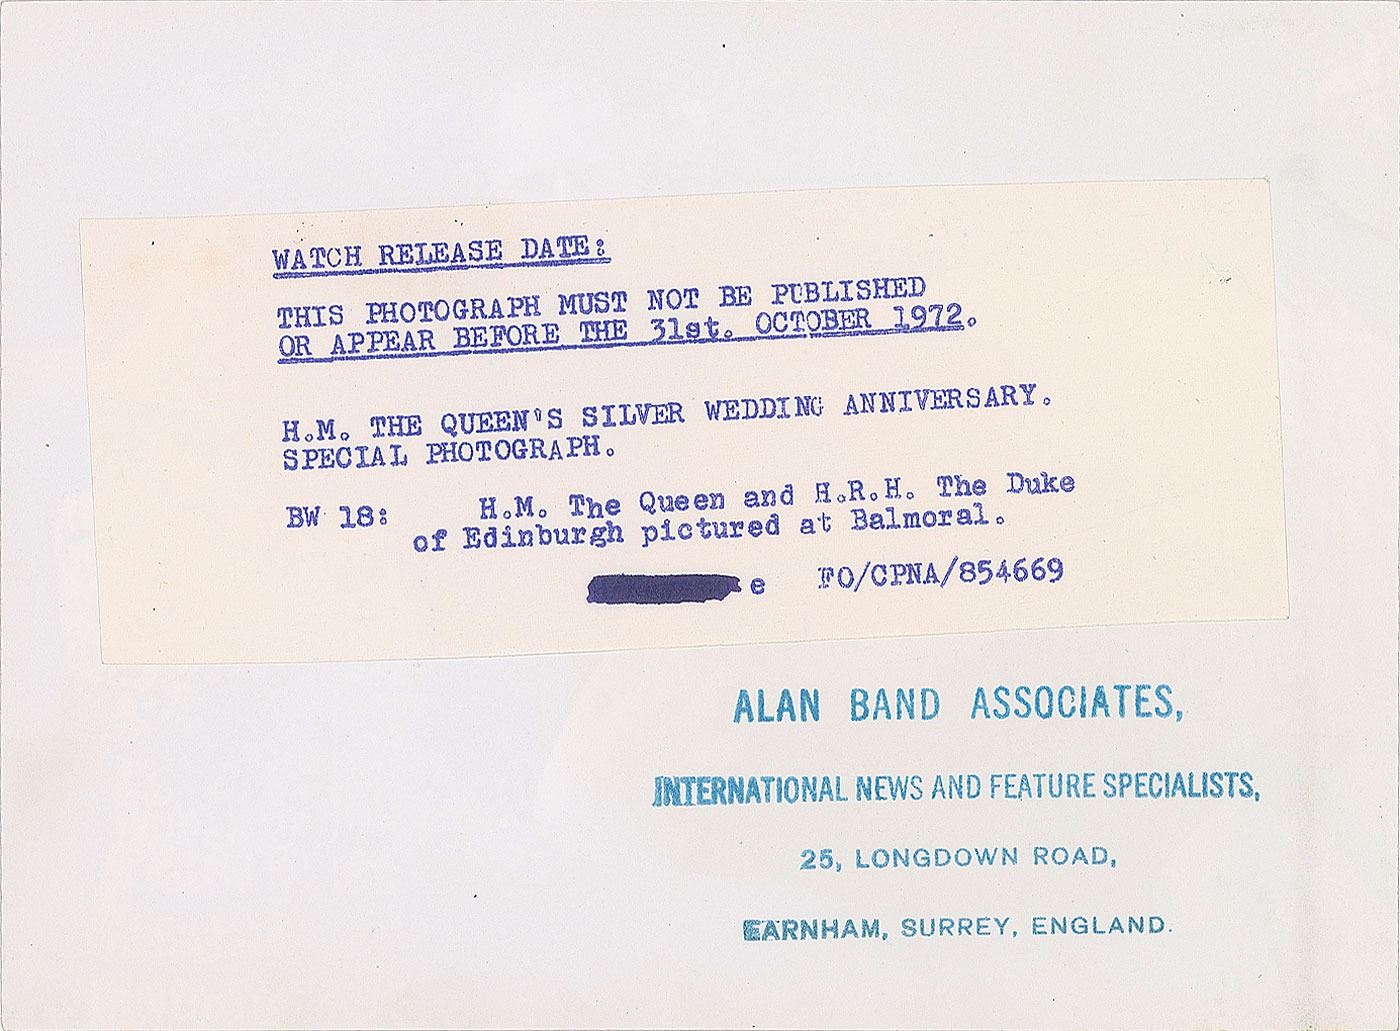 WATCH RELEASE DATE:
THIS PHOTOGRAPH MUST NOT BE PUBLISHED
OR APPEAR BEFORE THE 31st. OCTOBER 1972.
H.M. THE QUEEN'S SILVER WEDDING ANNIVERSARY.
SPECIAL PHOTOGRAPH.
BW 18: H.M. The Queen and H.R.H. The Duke
of Edinburgh pictured at Balmoral.
e FO/CPNA/854669
ALAN BAND ASSOCIATES,
INTERNATIONAL NEWS AND FEATURE SPECIALISTS,
25, LONGDOWN ROAD,
EARNHAM, SURREY, ENGLAND.